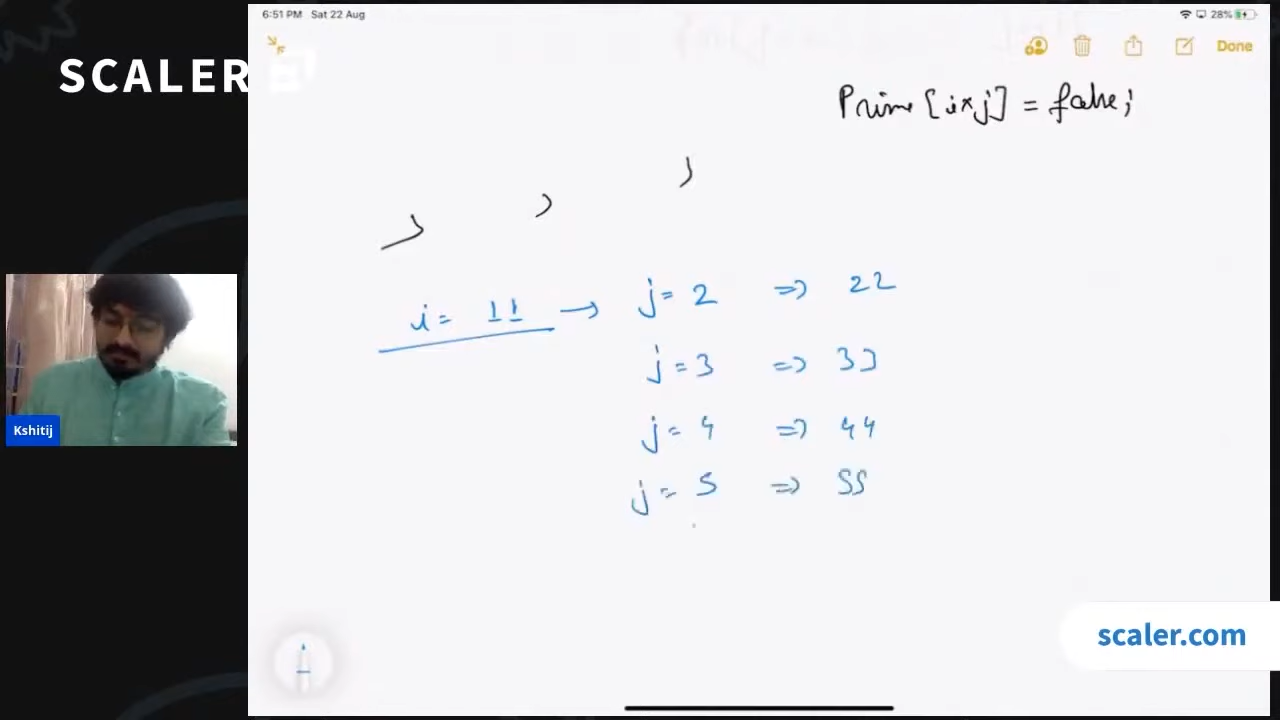 6:51 PM Sat 22 Aug
28%
SCALER
Done
Prime [i*j] = false;
i = 11 → j = 2 => 22
j = 3 => 33
j = 4 => 44
j = 5 => 55
Kshitij
scaler.com